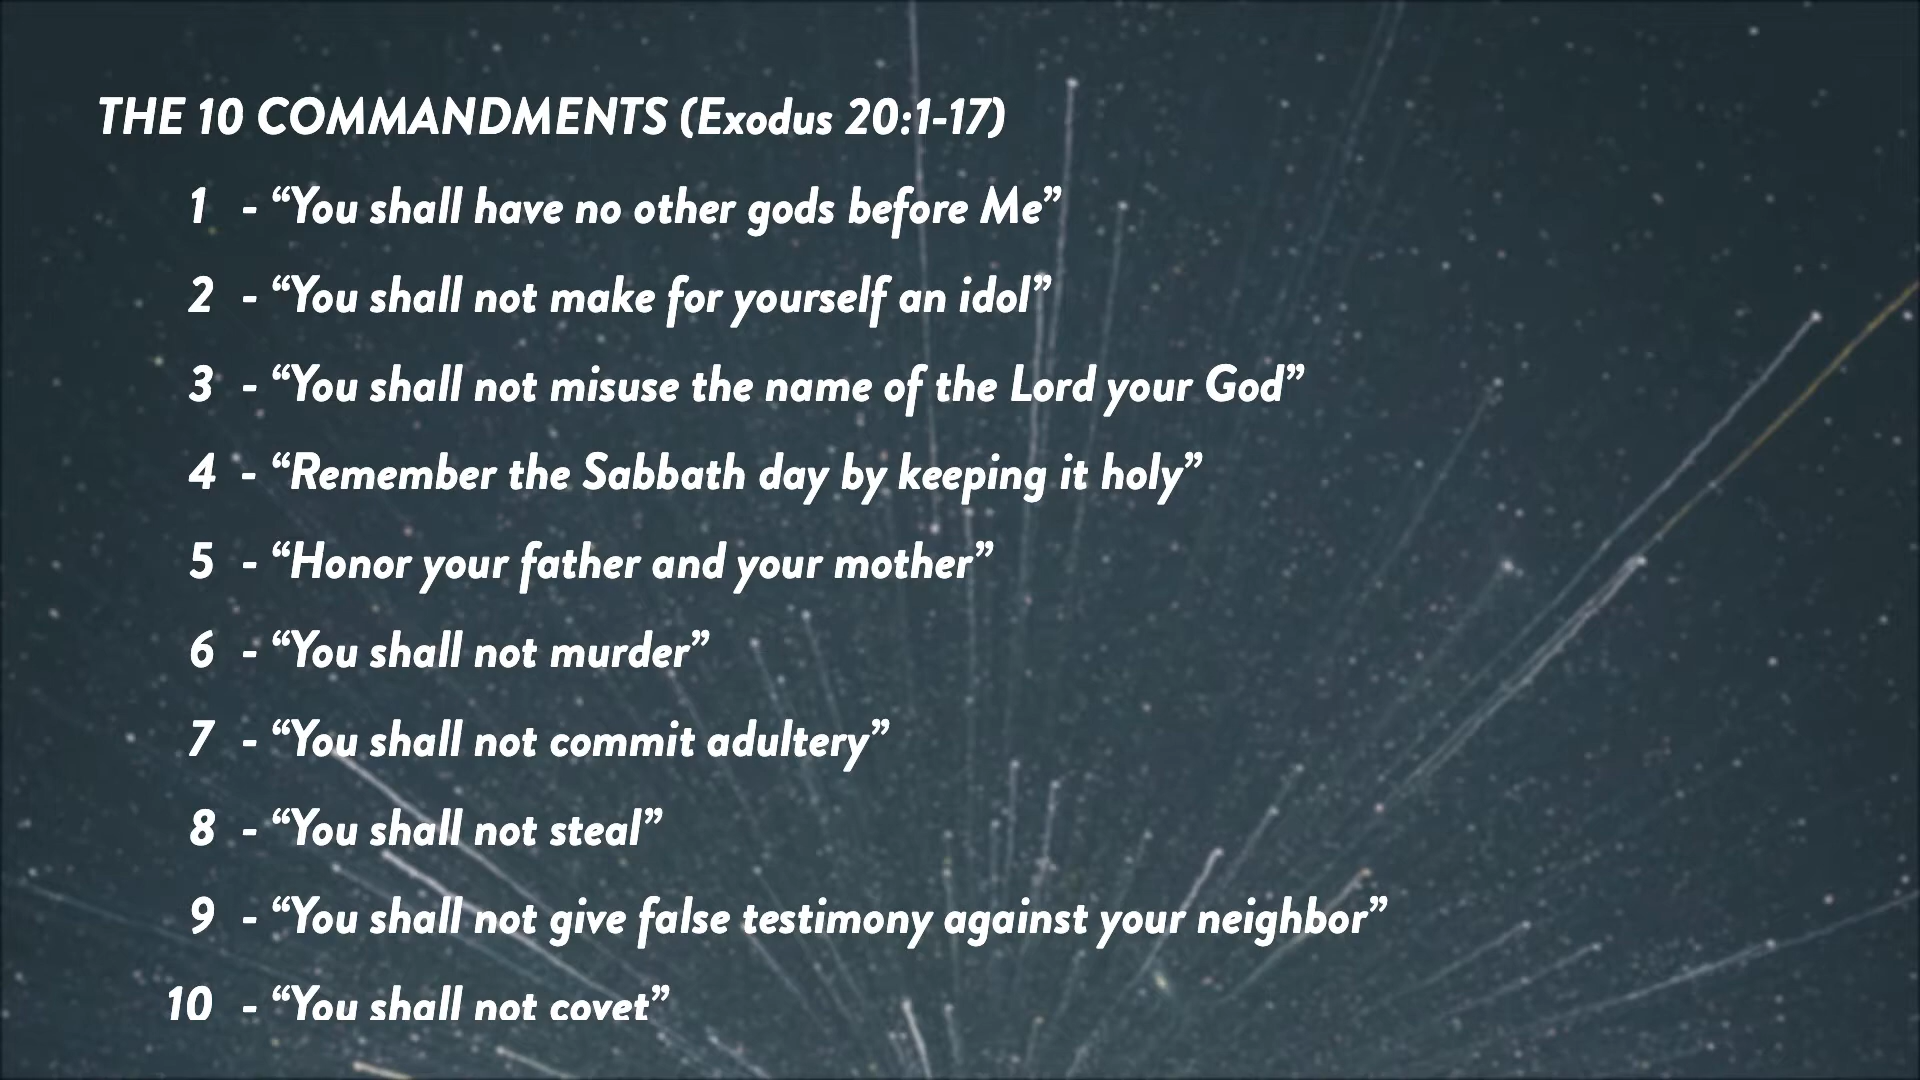 THE 10 COMMANDMENTS (Exodus 20:1-17)
1 - “You shall have no other gods before Me”
2 - “You shall not make for yourself an idol”
3 - “You shall not misuse the name of the Lord your God”
4 - “Remember the Sabbath day by keeping it holy”
5 - “Honor your father and your mother”
6 - “You shall not murder”
7 - “You shall not commit adultery”
8 - “You shall not steal”
9 - “You shall not give false testimony against your neighbor”
10 - “You shall not covet”